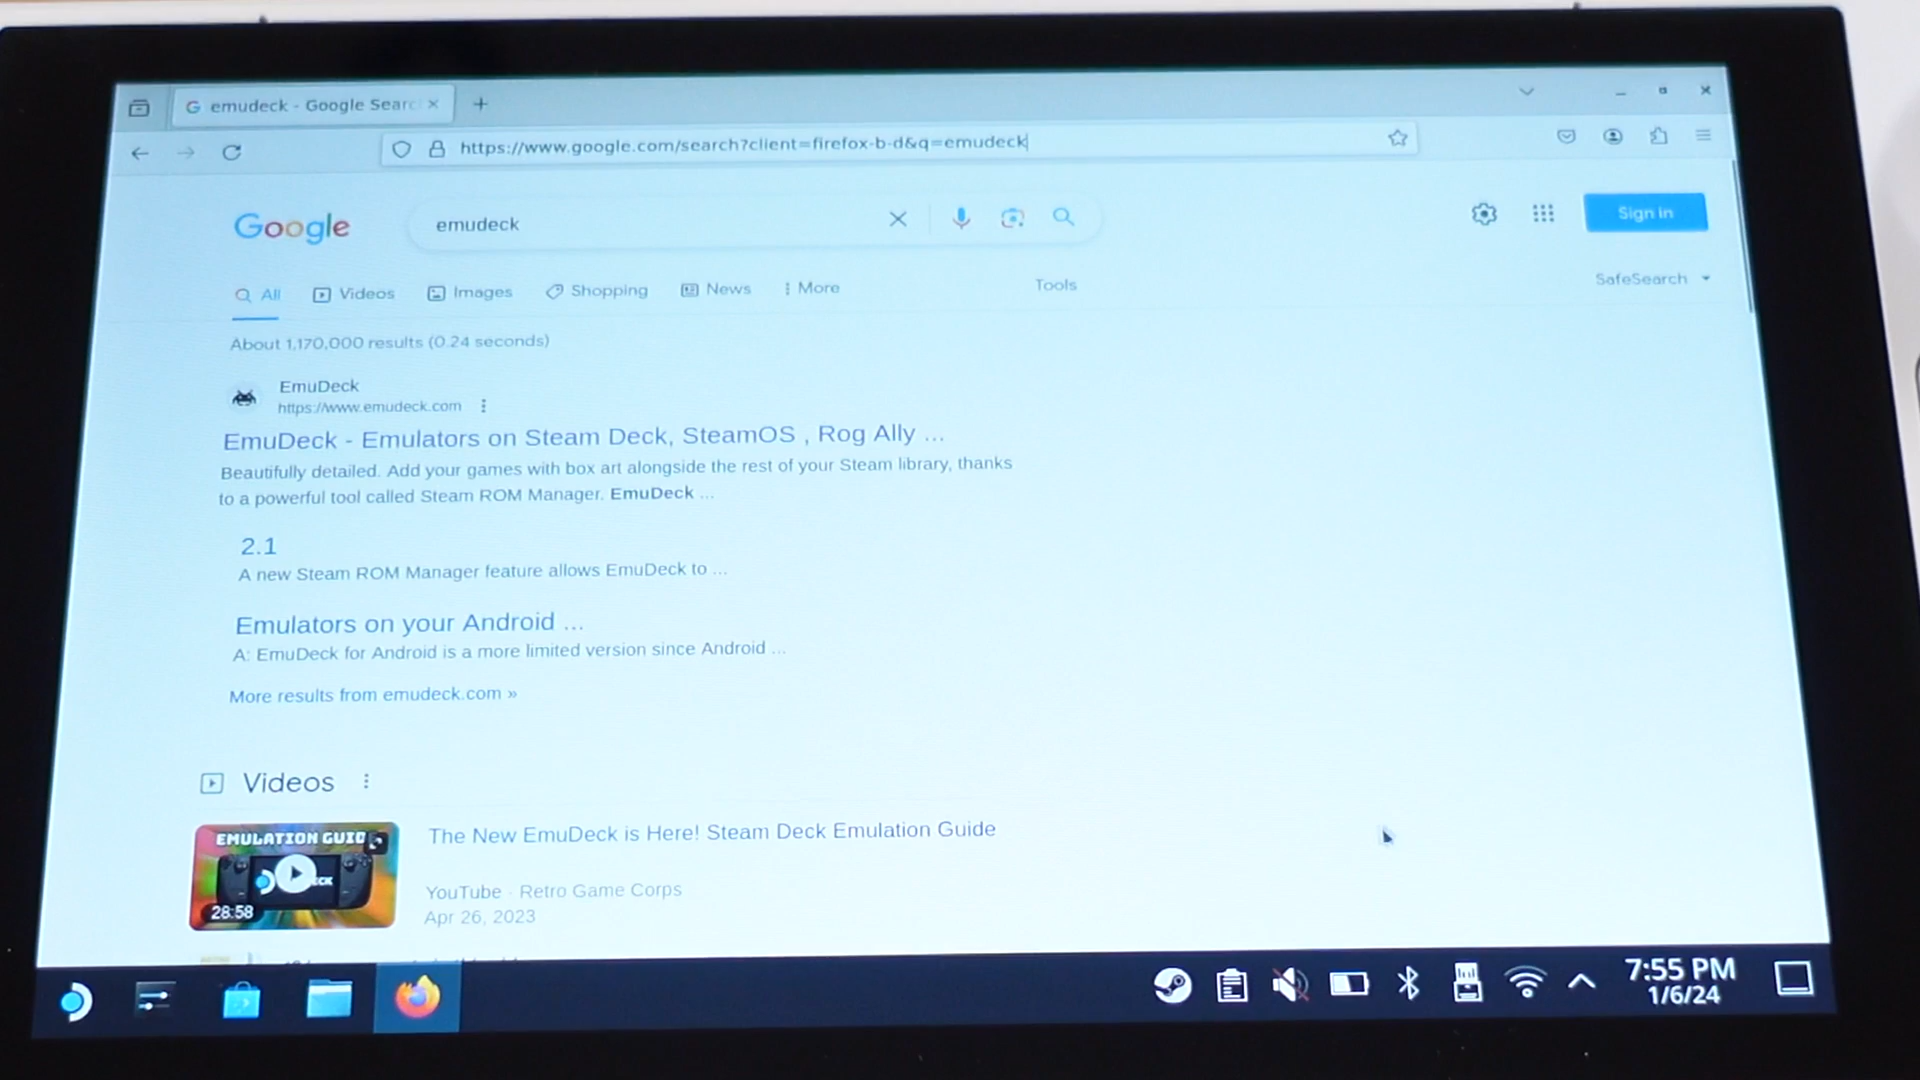 emudeck - Google Searc
https://www.google.com/search?client=firefox-b-d&q=emudeck
Google
emudeck
Sign in
All
Videos
Images
Shopping
News
More
Tools
SafeSearch
About 1,170,000 results (0.24 seconds)
EmuDeck
https://www.emudeck.com
EmuDeck - Emulators on Steam Deck, SteamOS , Rog Ally ...
Beautifully detailed. Add your games with box art alongside the rest of your Steam library, thanks
to a powerful tool called Steam ROM Manager. EmuDeck ...
2.1
A new Steam ROM Manager feature allows EmuDeck to ...
Emulators on your Android ...
A: EmuDeck for Android is a more limited version since Android ...
More results from emudeck.com »
Videos
EMULATION GUID
28:58
The New EmuDeck is Here! Steam Deck Emulation Guide
YouTube · Retro Game Corps
Apr 26, 2023
7:55 PM
1/6/24